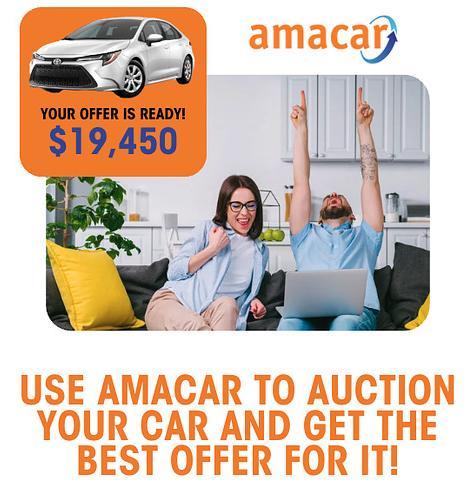 amacar
YOUR OFFER IS READY!
$19,450
USE AMACAR TO AUCTION
YOUR CAR AND GET THE
BEST OFFER FOR IT!